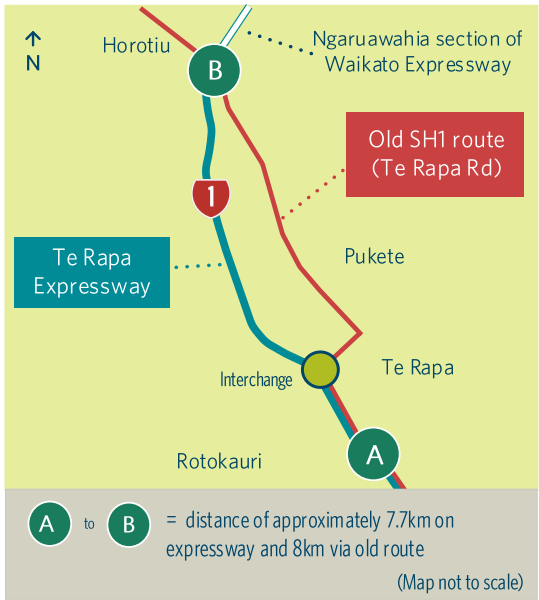 Horotiu
N
B
Ngaruawahia section of
Waikato Expressway
Old SH1 route
(Te Rapa Rd)
1
Te Rapa
Expressway
Pukete
Interchange
Te Rapa
A
Rotokauri
A to B = distance of approximately 7.7km on
expressway and 8km via old route
(Map not to scale)